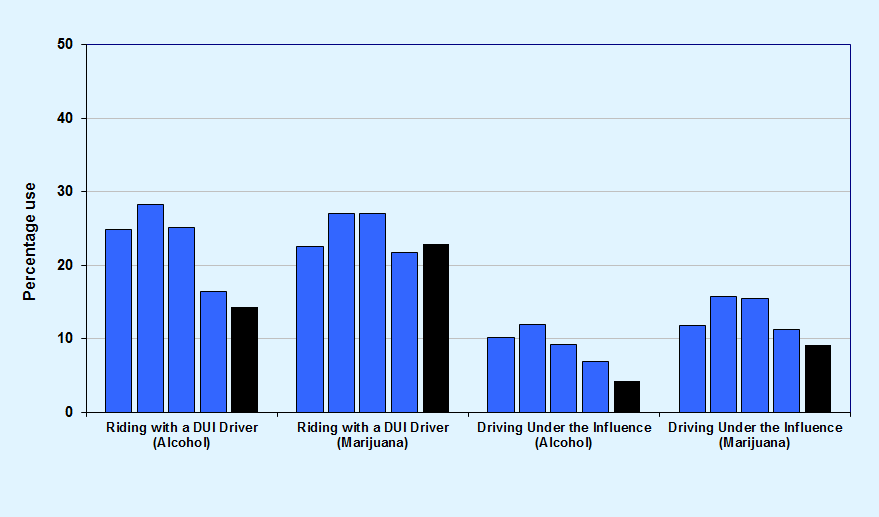 50
40
30
20
10
0
Percentage use
Riding with a DUI Driver
(Alcohol)
Riding with a DUI Driver
(Marijuana)
Driving Under the Influence
(Alcohol)
Driving Under the Influence
(Marijuana)